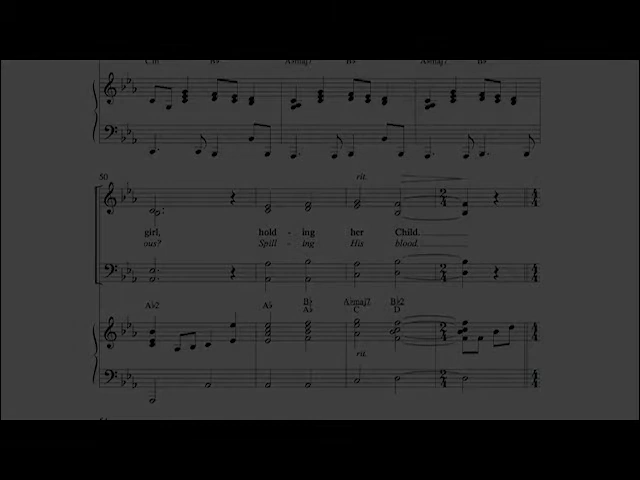 Cm B♭ A♭maj7 B♭ A♭maj7 B♭
50
rit.
girl, hold - ing her Child.
ous? Spill - ing His blood.
A♭2 A♭ B♭ A♭maj7 B♭2
A♭ C D
rit.